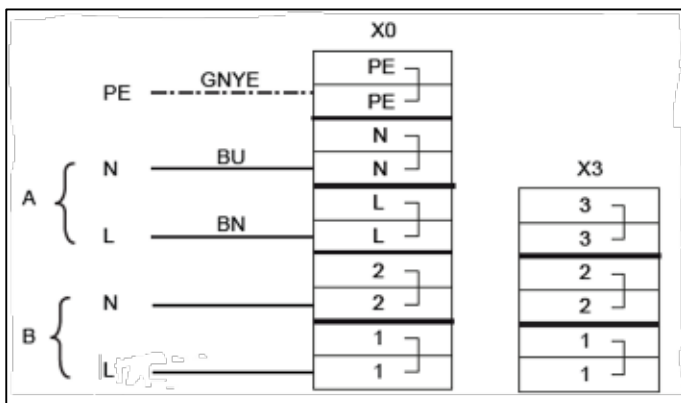 X0
PE
PE GNYE PE
N
A N BU N X3
L 3
L BN L 3
2 2
B N 2 2
1 1
L 1 1